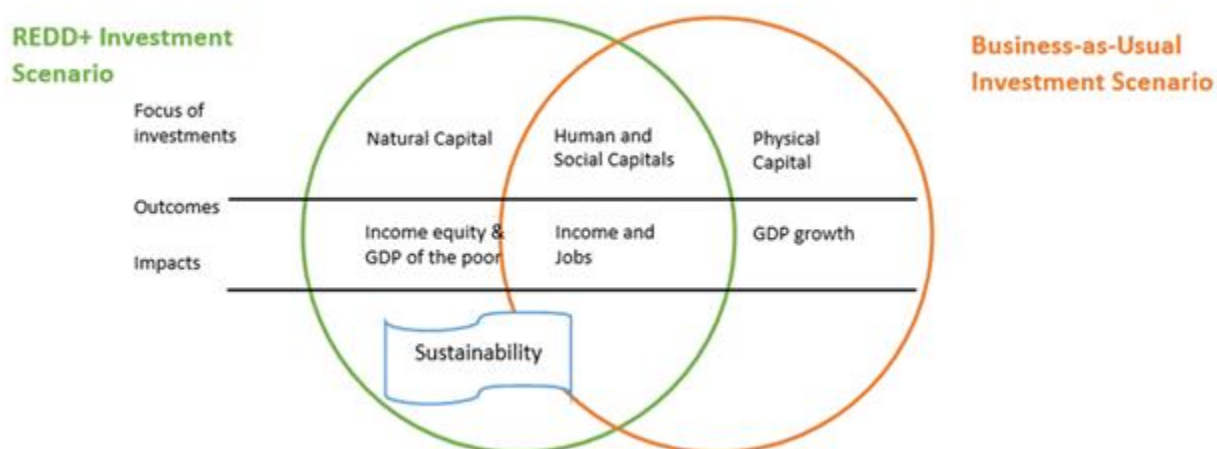 REDD+ Investment
Scenario
Business-as-Usual
Investment Scenario
Focus of
investments
Natural Capital
Human and
Social Capitals
Physical
Capital
Outcomes
Income equity &
GDP of the poor
Income and
Jobs
GDP growth
Impacts
Sustainability